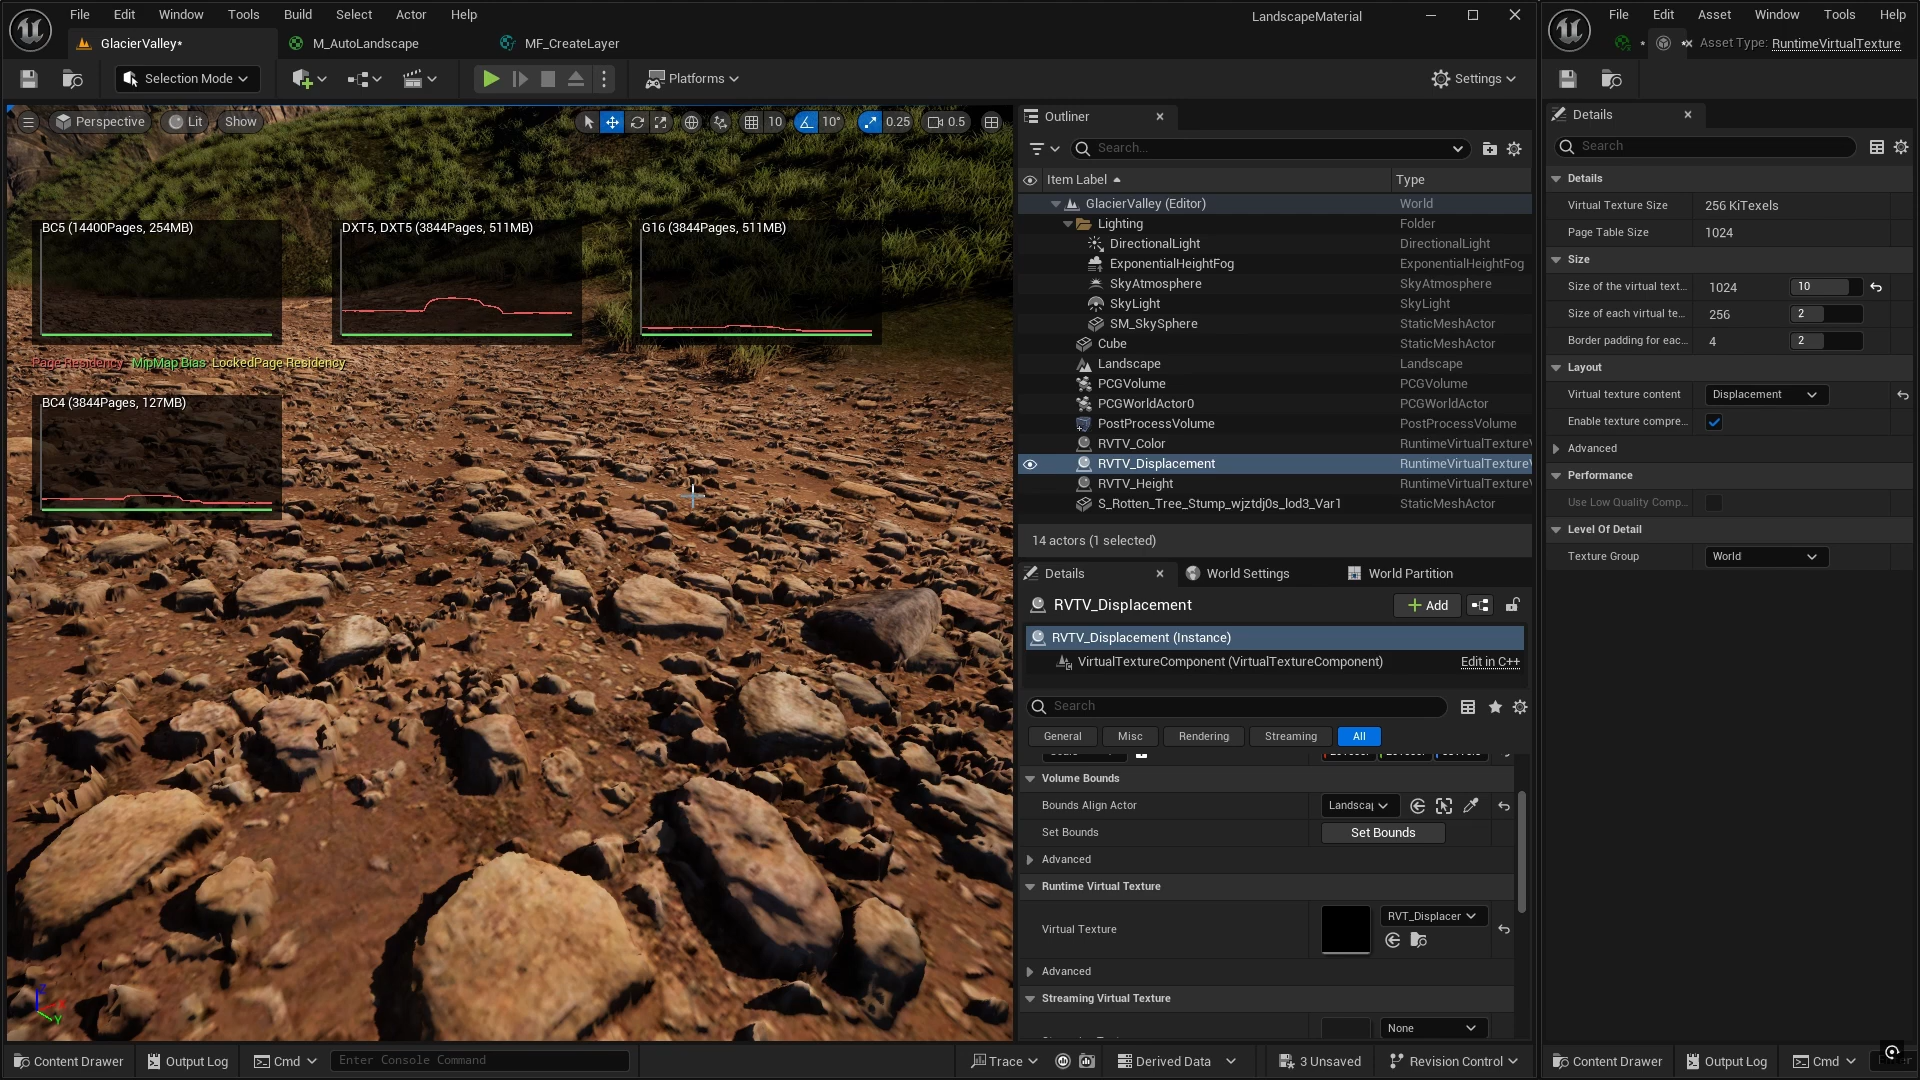 File Edit Window Tools Build Select Actor Help
LandscapeMaterial
GlacierValley*
M_AutoLandscape
MF_CreateLayer
Selection Mode
Platforms
Settings
Perspective
Lit
Show
10
10°
0.25
0.5
BC5 (14400Pages, 254MB)
DXT5, DXT5 (3844Pages, 511MB)
G16 (3844Pages, 511MB)
Page Residency MipMap Bias LockedPage Residency
BC4 (3844Pages, 127MB)
Outliner
Search...
Item Label Type
GlacierValley (Editor) World
Lighting Folder
DirectionalLight DirectionalLight
ExponentialHeightFog ExponentialHeightFog
SkyAtmosphere SkyAtmosphere
SkyLight SkyLight
SM_SkySphere StaticMeshActor
Cube StaticMeshActor
Landscape Landscape
PCGVolume PCGVolume
PCGWorldActor0 PCGWorldActor
PostProcessVolume PostProcessVolume
RVTV_Color RuntimeVirtualTextureV
RVTV_Displacement RuntimeVirtualTextureV
RVTV_Height RuntimeVirtualTextureV
S_Rotten_Tree_Stump_wjztdj0s_lod3_Var1 StaticMeshActor
14 actors (1 selected)
Details
World Settings
World Partition
RVTV_Displacement
Add
RVTV_Displacement (Instance)
VirtualTextureComponent (VirtualTextureComponent) Edit in C++
Search
General Misc Rendering Streaming All
Volume Bounds
Bounds Align Actor Landscap
Set Bounds Set Bounds
Advanced
Runtime Virtual Texture
Virtual Texture RVT_Displacer
Advanced
Streaming Virtual Texture
None
Content Drawer
Output Log
Cmd
Enter Console Command
Trace
Derived Data
3 Unsaved
Revision Control
File Edit Asset Window Tools Help
* Asset Type: RuntimeVirtualTexture
Details
Search
Details
Virtual Texture Size 256 KiTexels
Page Table Size 1024
Size
Size of the virtual text... 1024 10
Size of each virtual te... 256 2
Border padding for eac... 4 2
Layout
Virtual texture content Displacement
Enable texture compre...
Advanced
Performance
Use Low Quality Comp...
Level Of Detail
Texture Group World
Content Drawer
Output Log
Cmd